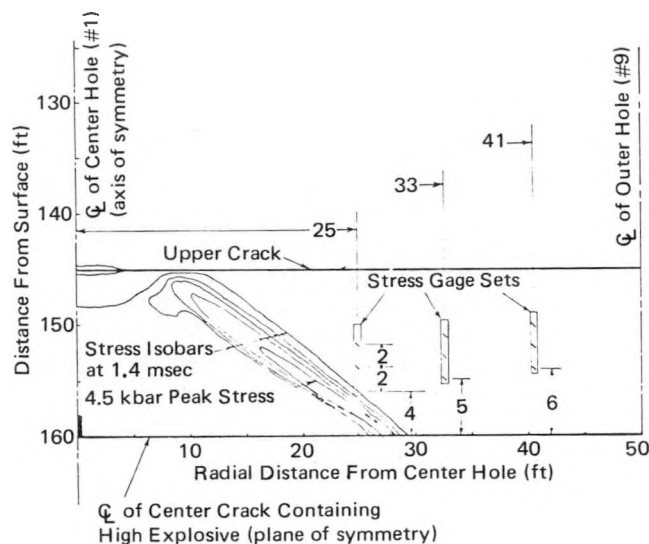 ℄ of Center Hole (#1)
(axis of symmetry)
℄ of Outer Hole (#9)
Distance From Surface (ft)
130
140
150
160
41
33
25
Upper Crack
Stress Gage Sets
Stress Isobars
at 1.4 msec
4.5 kbar Peak Stress
2
2
4
5
6
0
10
20
30
40
50
Radial Distance From Center Hole (ft)
℄ of Center Crack Containing
High Explosive (plane of symmetry)